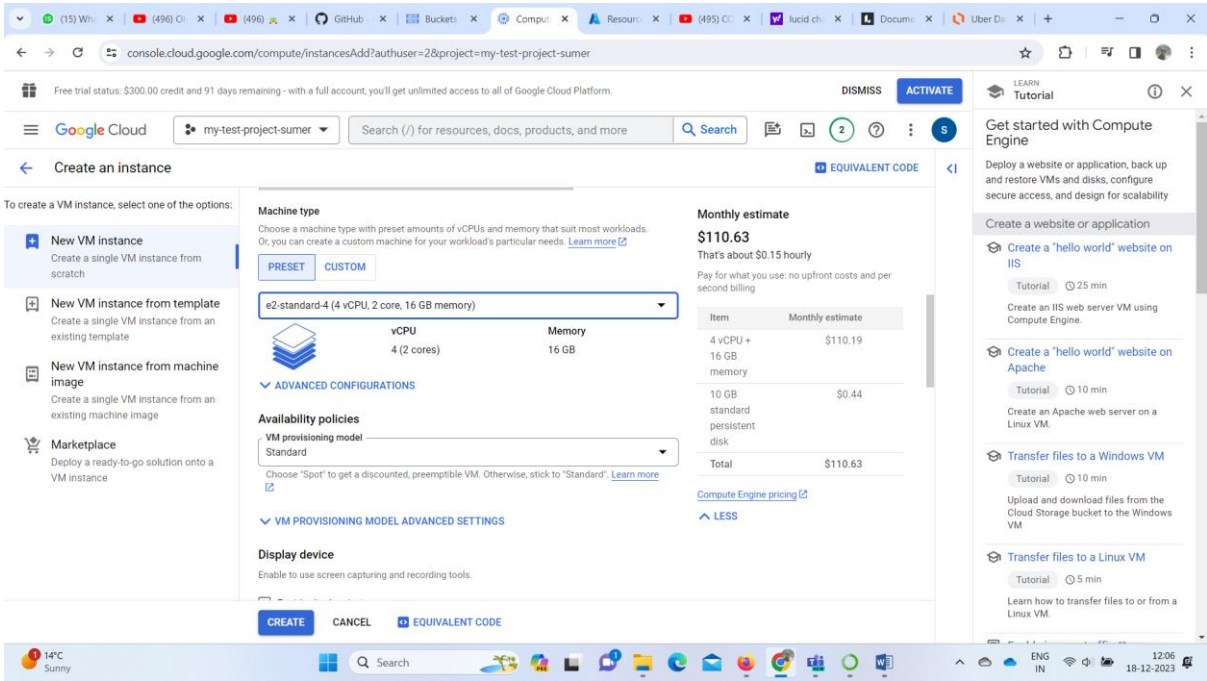 (15) Wh
(496) Ol
(496)
GitHub
Buckets
Comput
Resourc
(495) CC
lucid ch
Docume
Uber Da
console.cloud.google.com/compute/instancesAdd?authuser=2&project=my-test-project-sumer
Free trial status: $300.00 credit and 91 days remaining - with a full account, you'll get unlimited access to all of Google Cloud Platform.
DISMISS
ACTIVATE
Google Cloud
my-test-project-sumer
Search (/) for resources, docs, products, and more
Search
2
S
Create an instance
EQUIVALENT CODE
To create a VM instance, select one of the options:
New VM instance
Create a single VM instance from
scratch
New VM instance from template
Create a single VM instance from an
existing template
New VM instance from machine
image
Create a single VM instance from an
existing machine image
Marketplace
Deploy a ready-to-go solution onto a
VM instance
Machine type
Choose a machine type with preset amounts of vCPUs and memory that suit most workloads.
Or, you can create a custom machine for your workload's particular needs. Learn more
PRESET
CUSTOM
e2-standard-4 (4 vCPU, 2 core, 16 GB memory)
vCPU
Memory
4 (2 cores)
16 GB
ADVANCED CONFIGURATIONS
Availability policies
VM provisioning model
Standard
Choose "Spot" to get a discounted, preemptible VM. Otherwise, stick to "Standard". Learn more
VM PROVISIONING MODEL ADVANCED SETTINGS
Display device
Enable to use screen capturing and recording tools.
CREATE
CANCEL
EQUIVALENT CODE
Monthly estimate
$110.63
That's about $0.15 hourly
Pay for what you use: no upfront costs and per
second billing
Item
Monthly estimate
4 vCPU +
$110.19
16 GB
memory
10 GB
$0.44
standard
persistent
disk
Total
$110.63
Compute Engine pricing
LESS
LEARN
Tutorial
Get started with Compute
Engine
Deploy a website or application, back up
and restore VMs and disks, configure
secure access, and design for scalability
Create a website or application
Create a "hello world" website on
IIS
Tutorial
25 min
Create an IIS web server VM using
Compute Engine.
Create a "hello world" website on
Apache
Tutorial
10 min
Create an Apache web server on a
Linux VM.
Transfer files to a Windows VM
Tutorial
10 min
Upload and download files from the
Cloud Storage bucket to the Windows
VM
Transfer files to a Linux VM
Tutorial
5 min
Learn how to transfer files to or from a
Linux VM.
1
14°C
Sunny
Search
ENG
IN
12:06
18-12-2023